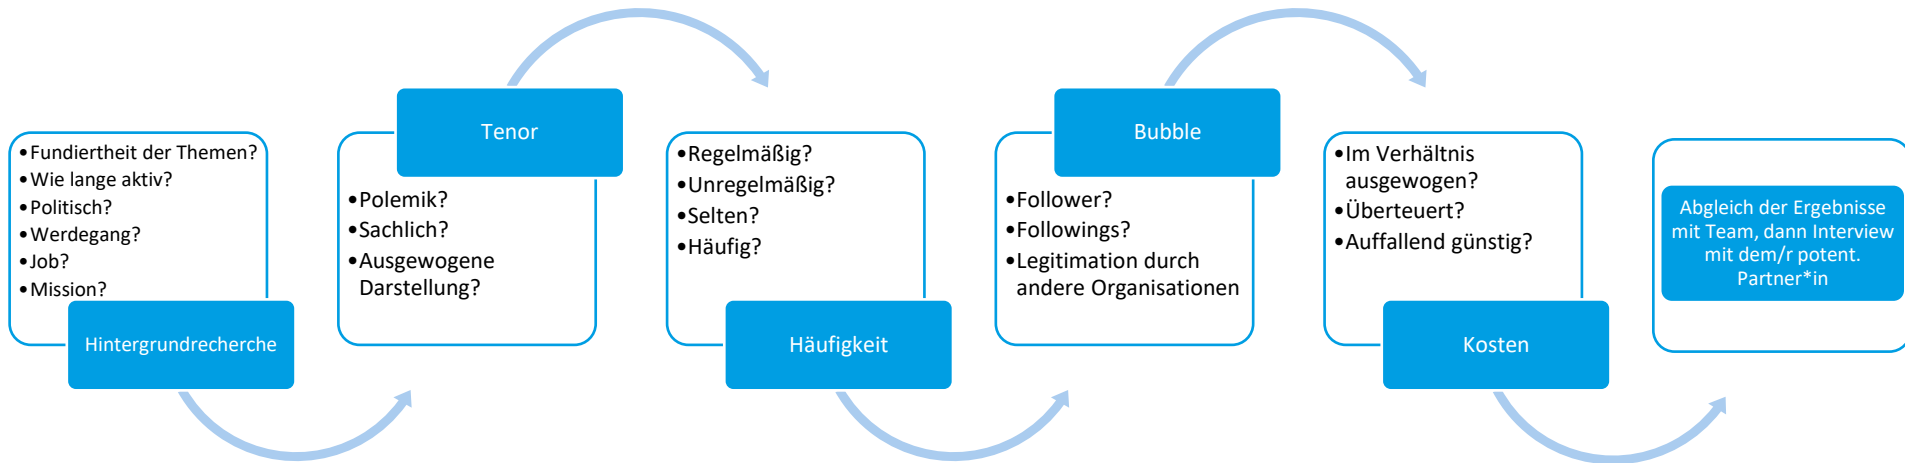 •Fundiertheit der Themen?
•Wie lange aktiv?
•Politisch?
•Werdegang?
•Job?
•Mission?
Hintergrundrecherche
Tenor
•Polemik?
•Sachlich?
•Ausgewogene
Darstellung?
•Regelmäßig?
•Unregelmäßig?
•Selten?
•Häufig?
Häufigkeit
Bubble
•Follower?
•Followings?
•Legitimation durch
andere Organisationen
•Im Verhältnis
ausgewogen?
•Überteuert?
•Auffallend günstig?
Kosten
Abgleich der Ergebnisse
mit Team, dann Interview
mit dem/r potent.
Partner*in